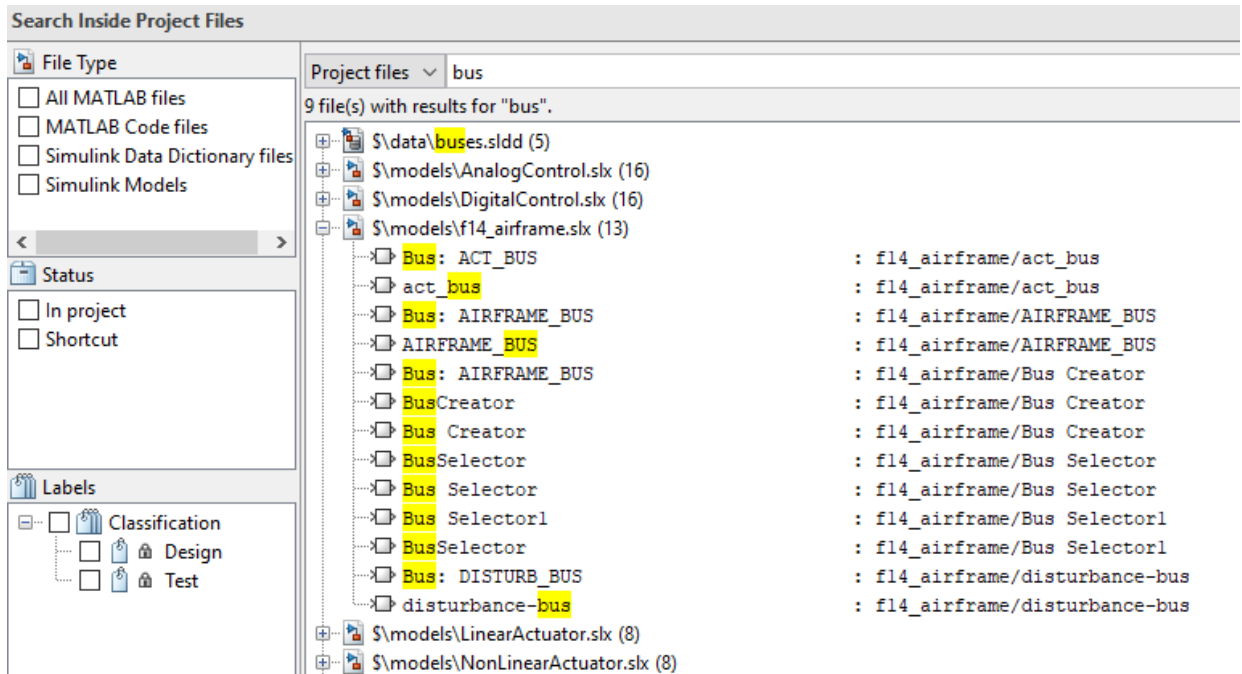 Search Inside Project Files
File Type
All MATLAB files
MATLAB Code files
Simulink Data Dictionary files
Simulink Models
Status
In project
Shortcut
Labels
Classification
Design
Test
Project files bus
9 file(s) with results for "bus".
$\data\buses.sldd (5)
$\models\AnalogControl.slx (16)
$\models\DigitalControl.slx (16)
$\models\f14_airframe.slx (13)
Bus: ACT_BUS : f14_airframe/act_bus
act_bus : f14_airframe/act_bus
Bus: AIRFRAME_BUS : f14_airframe/AIRFRAME_BUS
AIRFRAME_BUS : f14_airframe/AIRFRAME_BUS
Bus: AIRFRAME_BUS : f14_airframe/Bus Creator
BusCreator : f14_airframe/Bus Creator
Bus Creator : f14_airframe/Bus Creator
BusSelector : f14_airframe/Bus Selector
Bus Selector : f14_airframe/Bus Selector
Bus Selector1 : f14_airframe/Bus Selector1
BusSelector : f14_airframe/Bus Selector1
Bus: DISTURB_BUS : f14_airframe/disturbance-bus
disturbance-bus : f14_airframe/disturbance-bus
$\models\LinearActuator.slx (8)
$\models\NonLinearActuator.slx (8)